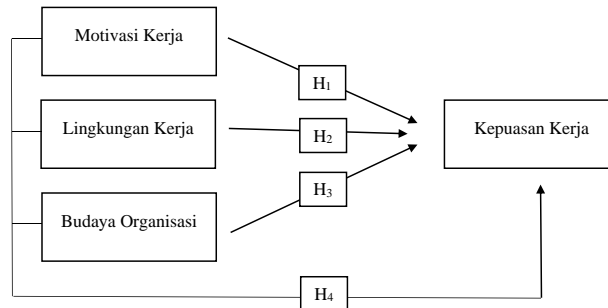 Motivasi Kerja
H1
Lingkungan Kerja
H2
Kepuasan Kerja
H3
Budaya Organisasi
H4